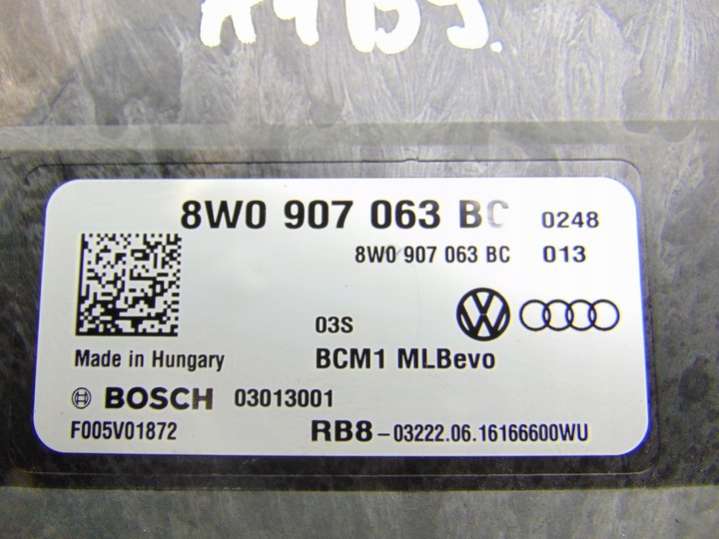 8W0 907 063 BC 0248
8W0 907 063 BC 013
03S
Made in Hungary BCM1 MLBevo
BOSCH 03013001
F005V01872 RB8-03222.06.16166600WU